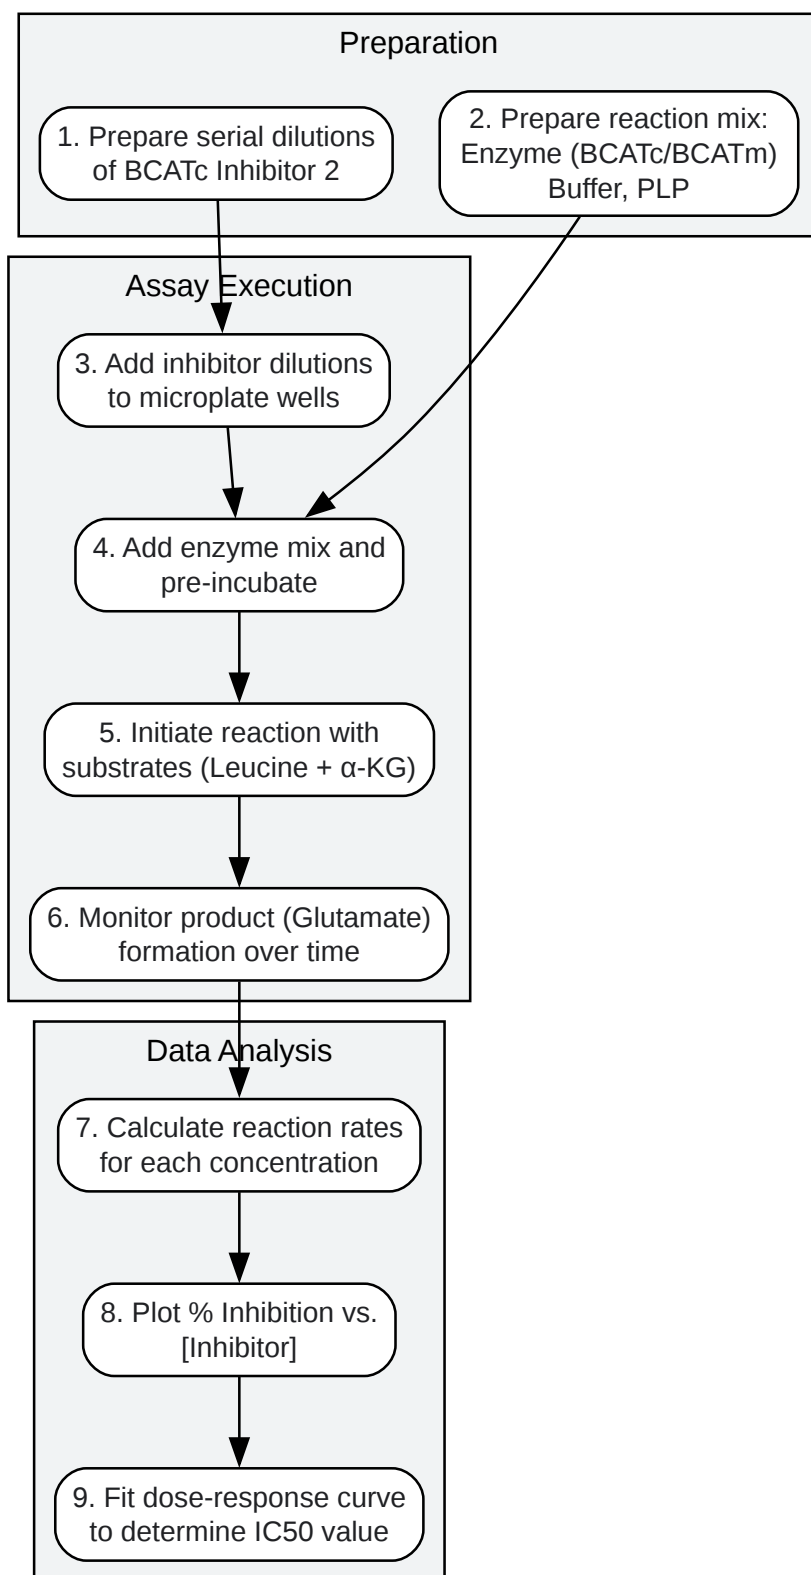 Preparation
1. Prepare serial dilutions
of BCATc Inhibitor 2
2. Prepare reaction mix:
Enzyme (BCATc/BCATm)
Buffer, PLP
Assay Execution
3. Add inhibitor dilutions
to microplate wells
4. Add enzyme mix and
pre-incubate
5. Initiate reaction with
substrates (Leucine + α-KG)
6. Monitor product (Glutamate)
formation over time
Data Analysis
7. Calculate reaction rates
for each concentration
8. Plot % Inhibition vs.
[Inhibitor]
9. Fit dose-response curve
to determine IC50 value